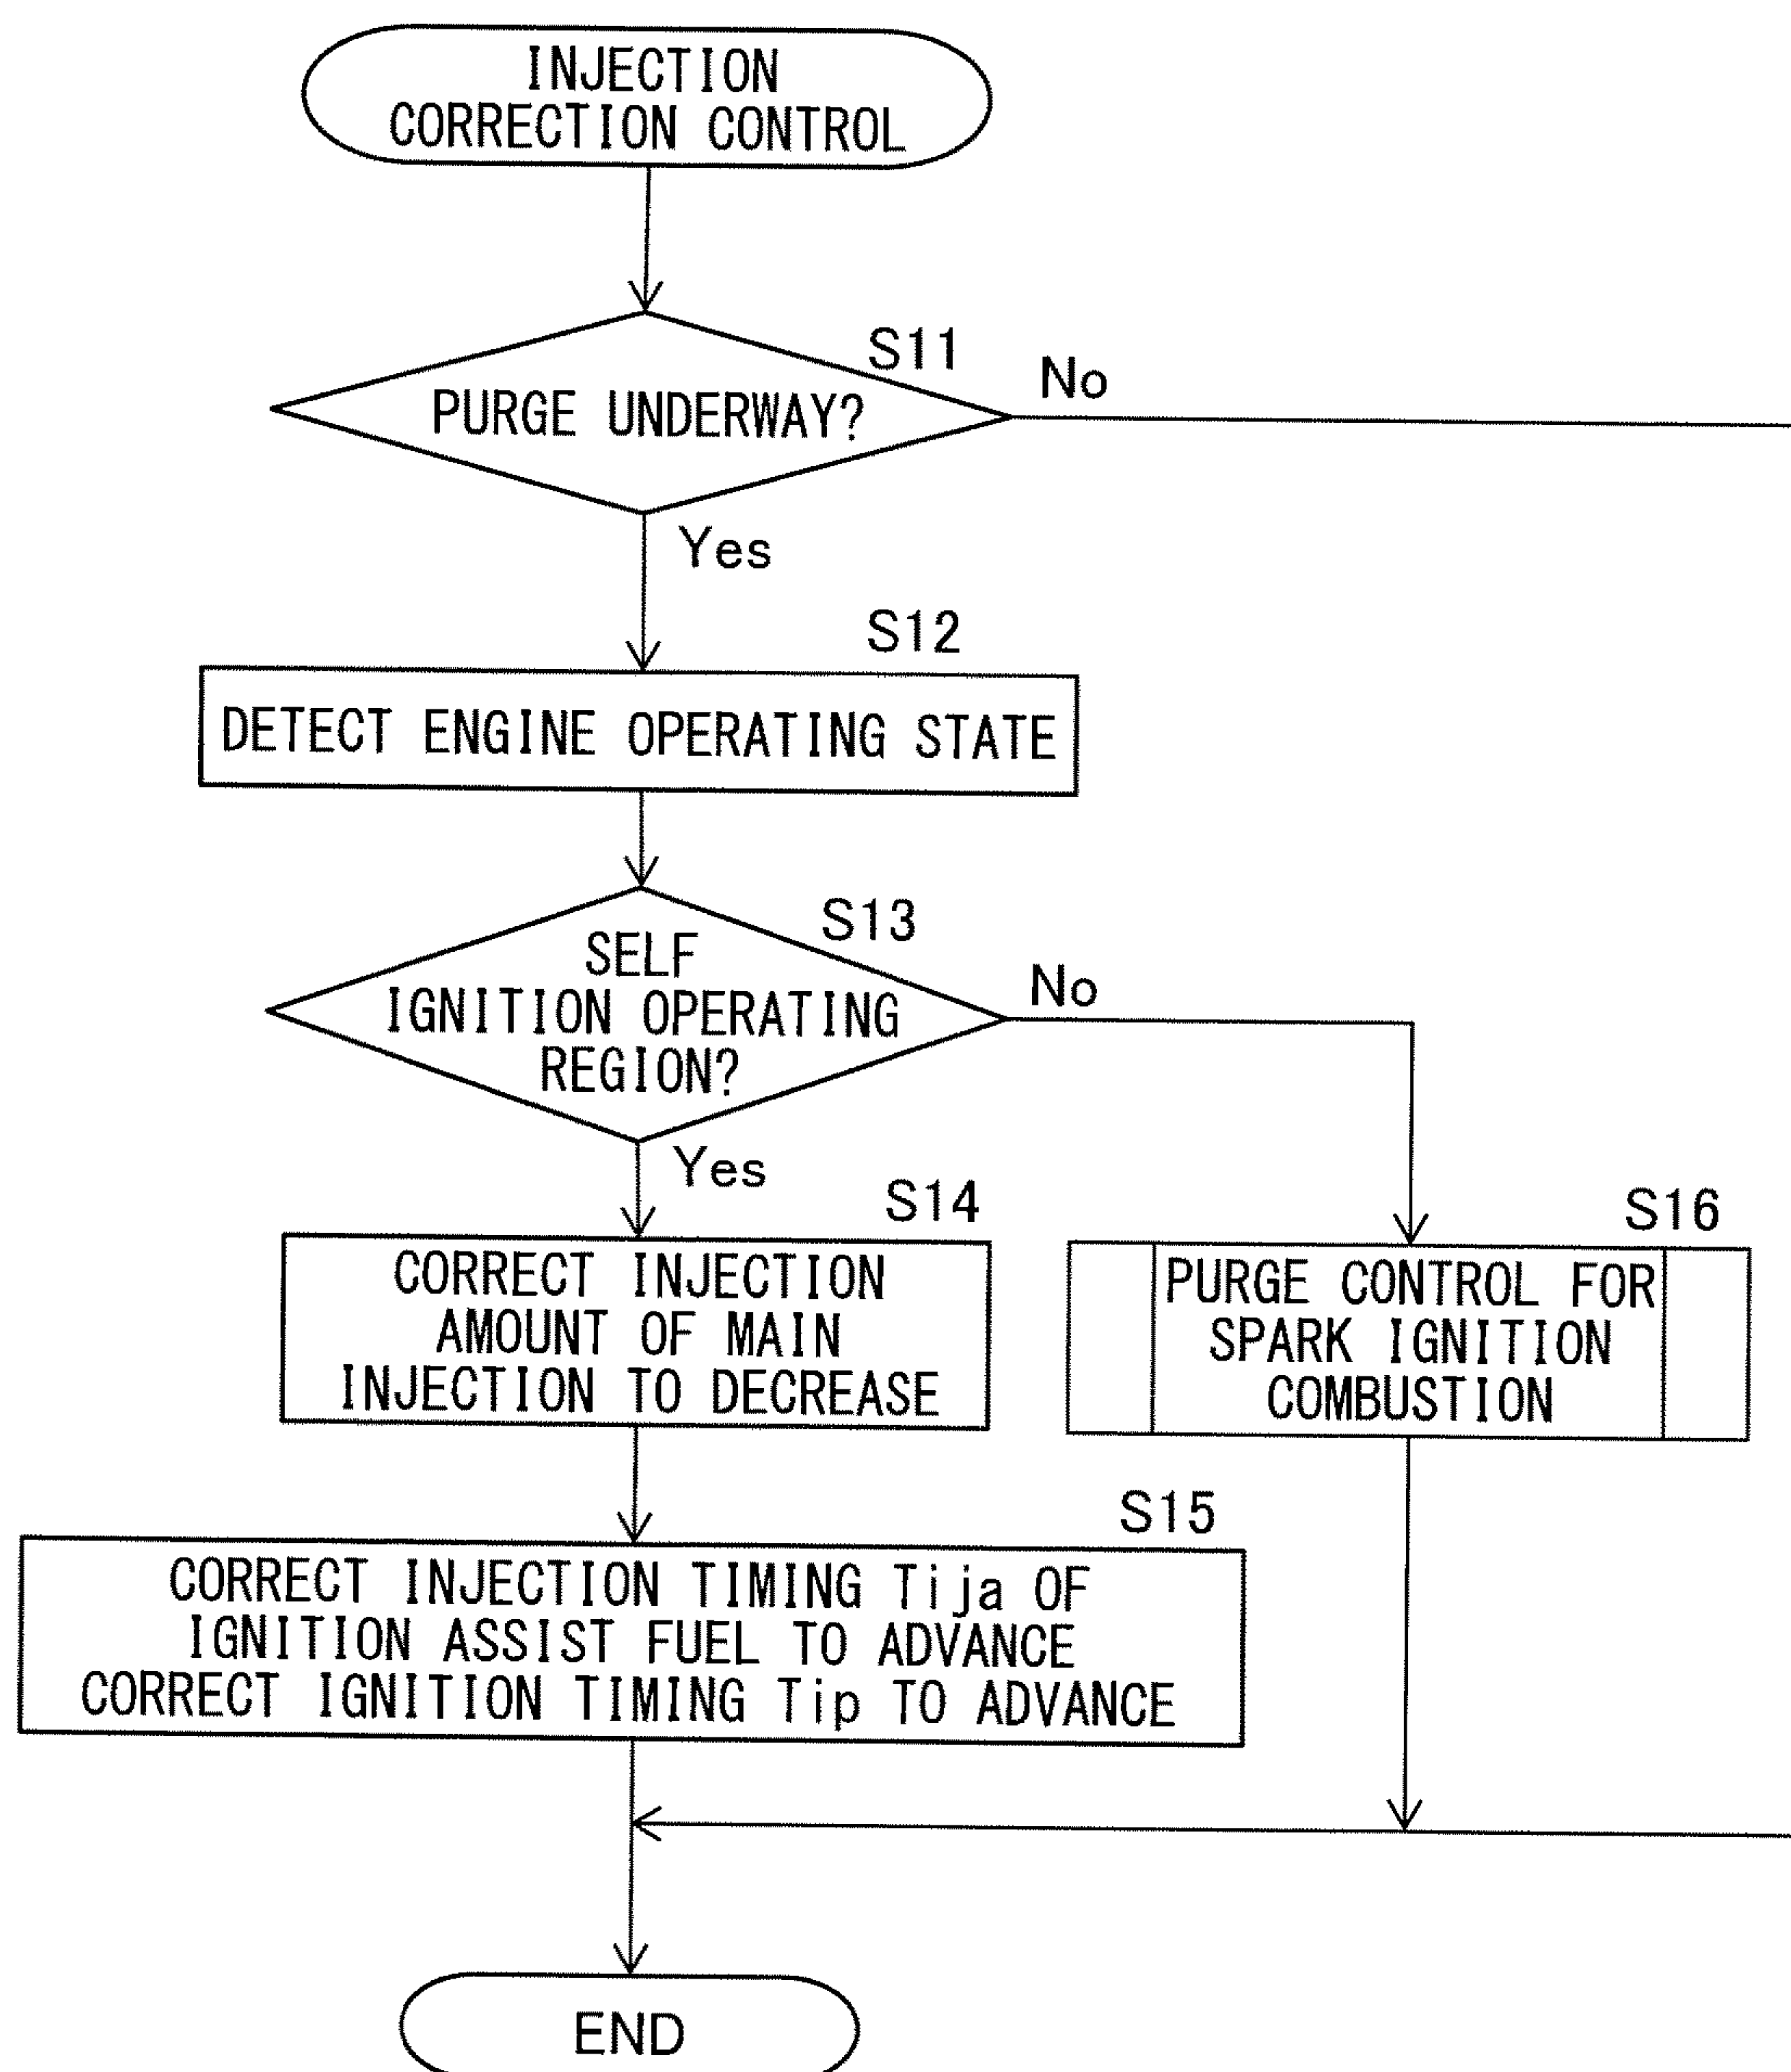 INJECTION
CORRECTION CONTROL
S11
No
PURGE UNDERWAY?
Yes
S12
DETECT ENGINE OPERATING STATE
S13
SELF
IGNITION OPERATING
REGION?
No
Yes
S14
CORRECT INJECTION
AMOUNT OF MAIN
INJECTION TO DECREASE
S16
PURGE CONTROL FOR
SPARK IGNITION
COMBUSTION
S15
CORRECT INJECTION TIMING Tija OF
IGNITION ASSIST FUEL TO ADVANCE
CORRECT IGNITION TIMING Tip TO ADVANCE
END